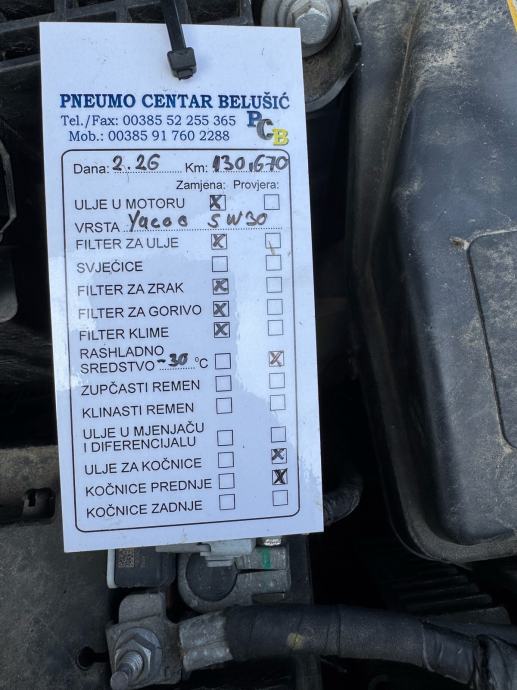 PNEUMO CENTAR BELUŠIĆ
Tel./Fax: 00385 52 255 365
Mob.: 00385 91 760 2288
PCB
Dana: 2.26 Km: 130.670
Zamjena: Provjera:
ULJE U MOTORU X
VRSTA Yacco 5W30
FILTER ZA ULJE X
SVJEĆICE
FILTER ZA ZRAK X
FILTER ZA GORIVO X
FILTER KLIME X
RASHLADNO
SREDSTVO -30 °C X
ZUPČASTI REMEN
KLINASTI REMEN
ULJE U MJENJAČU
I DIFERENCIJALU
ULJE ZA KOČNICE X
KOČNICE PREDNJE X
KOČNICE ZADNJE